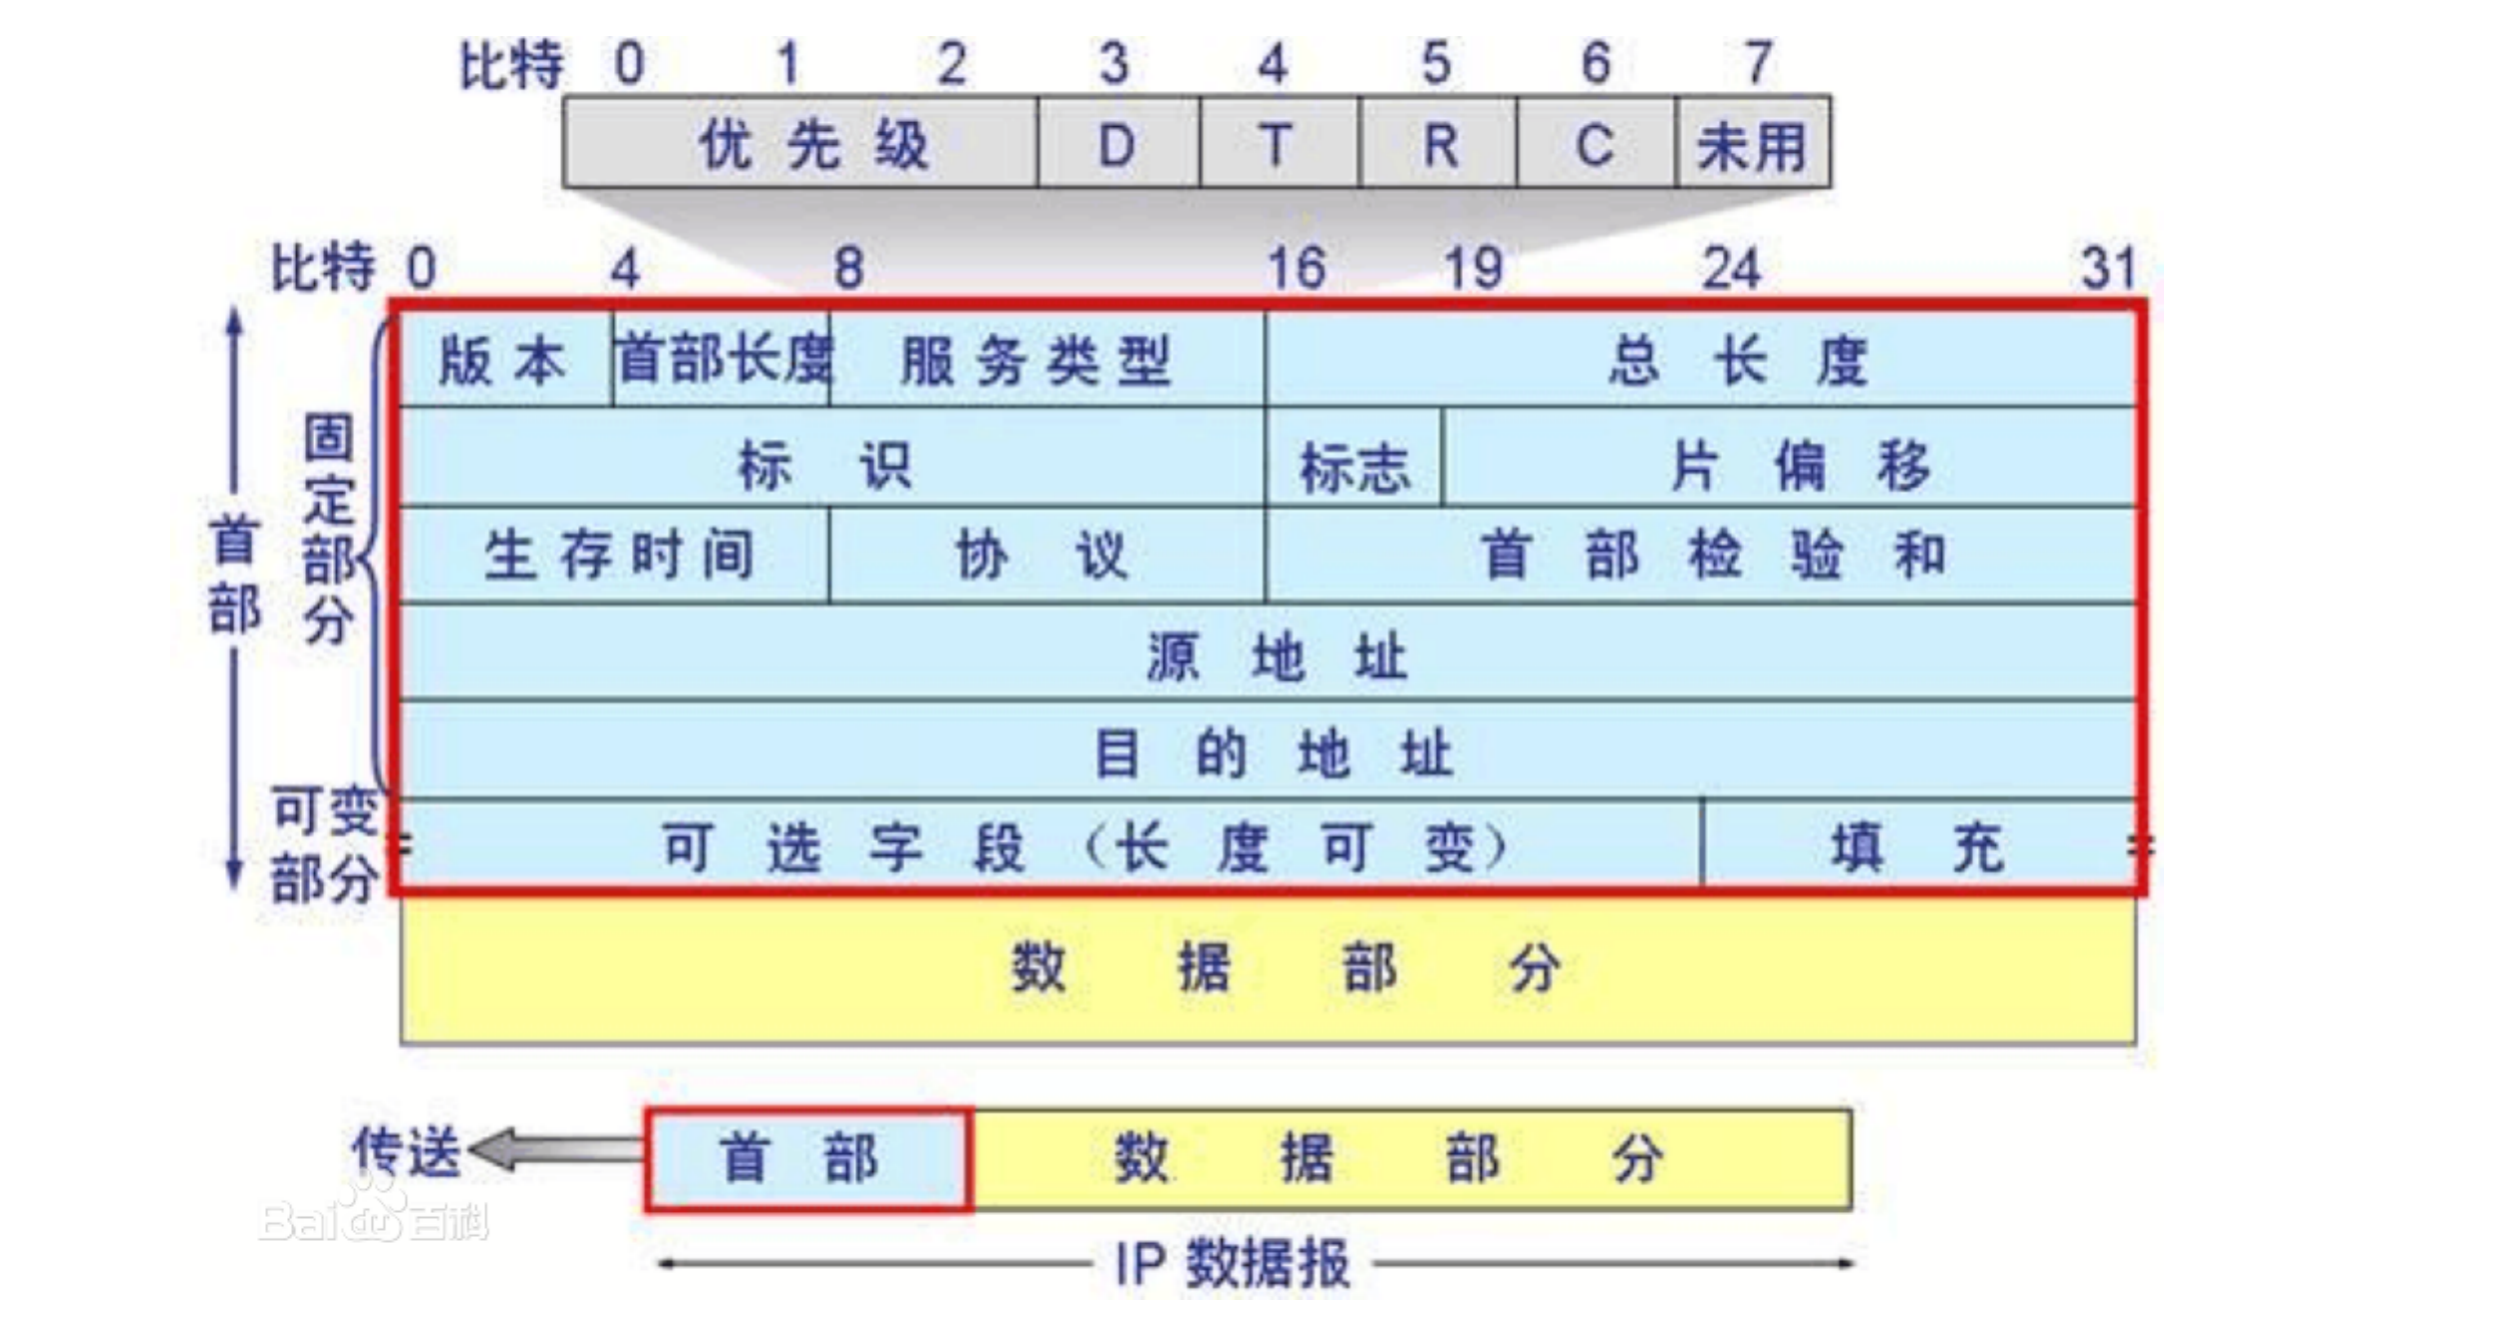 比特 0 1 2 3 4 5 6 7
优先级 D T R C 未用
比特 0 4 8 16 19 24 31
版本 首部长度 服务类型 总长度
标识 标志 片偏移
生存时间 协议 首部检验和
源地址
目的地址
可选字段（长度可变） 填充
首部
固定部分
可变
部分
数据部分
传送 首部 数据部分
Baidu百科
IP 数据报